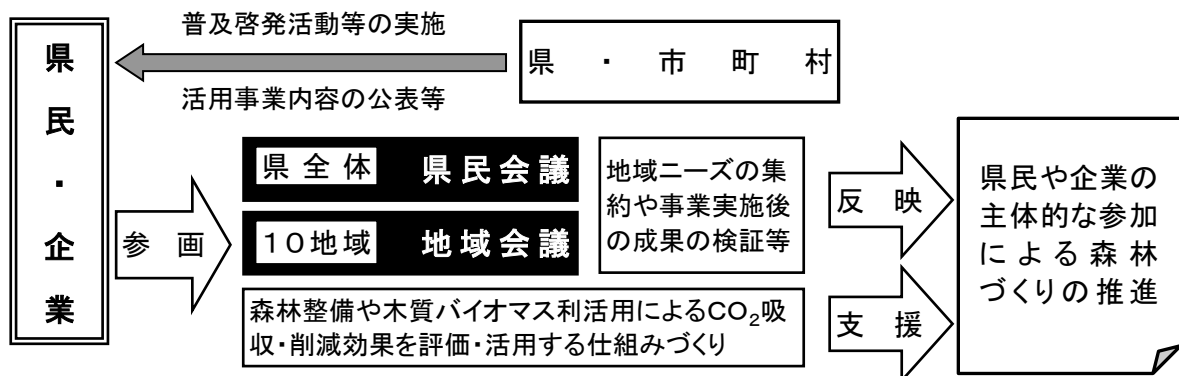 普及啓発活動等の実施
県・市町村
活用事業内容の公表等
県民・企業
参画
県全体 県民会議
10地域 地域会議
地域ニーズの集
約や事業実施後
の成果の検証等
森林整備や木質バイオマス利活用によるCO₂吸
収・削減効果を評価・活用する仕組みづくり
反映
支援
県民や企業の
主体的な参加
による森林
づくりの推進